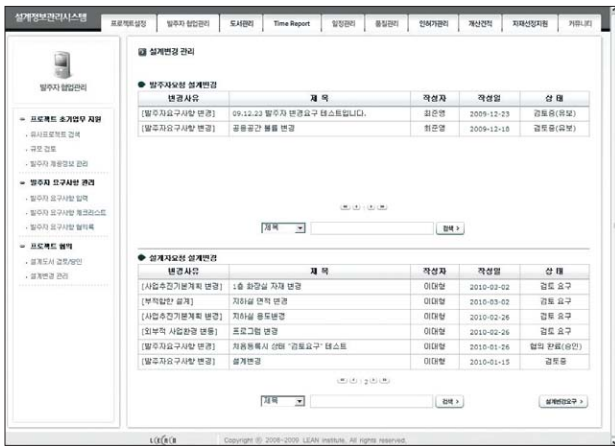 설계정보관리시스템
프로젝트설정 발주자 협업관리 도서관리 Time Report 일정관리 품질관리 인허가관리 개산견적 자재선정지원 커뮤니티
발주자 협업관리
프로젝트 초기업무 지원
유사프로젝트 검색
규모 검토
발주자 제공정보 관리
발주자 요구사항 관리
발주자 요구사항 입력
발주자 요구사항 체크리스트
발주자 요구사항 협의록
프로젝트 협의
설계도서 검토/승인
설계변경 관리
설계변경 관리
발주자요청 설계변경
변경사유 제 목 작성자 작성일 상 태
[발주자요구사항 변경] 09.12.23 발주자 변경요구 테스트입니다. 최준영 2009-12-23 검토중(유보)
[발주자요구사항 변경] 공용공간 볼륨 변경 최준영 2009-12-18 검토중(유보)
제목 검색 >
설계자요청 설계변경
변경사유 제 목 작성자 작성일 상 태
[사업추진기본계획 변경] 1층 화장실 자재 변경 이대형 2010-03-02 검토 요구
[부적합한 설계] 지하실 면적 변경 이대형 2010-03-02 검토 요구
[사업추진기본계획 변경] 지하실 용도변경 이대형 2010-02-26 검토 요구
[외부적 사업환경 변동] 프로그램 변경 이대형 2010-02-26 검토 요구
[발주자요구사항 변경] 처음등록시 상태 "검토요구" 테스트 이대형 2010-01-26 협의 완료(승인)
[발주자요구사항 변경] 설계변경 이대형 2010-01-15 검토중
제목 검색 > 설계변경요구 >
Copyright ⓒ 2008-2009 LEAN institute. All rights reserved.